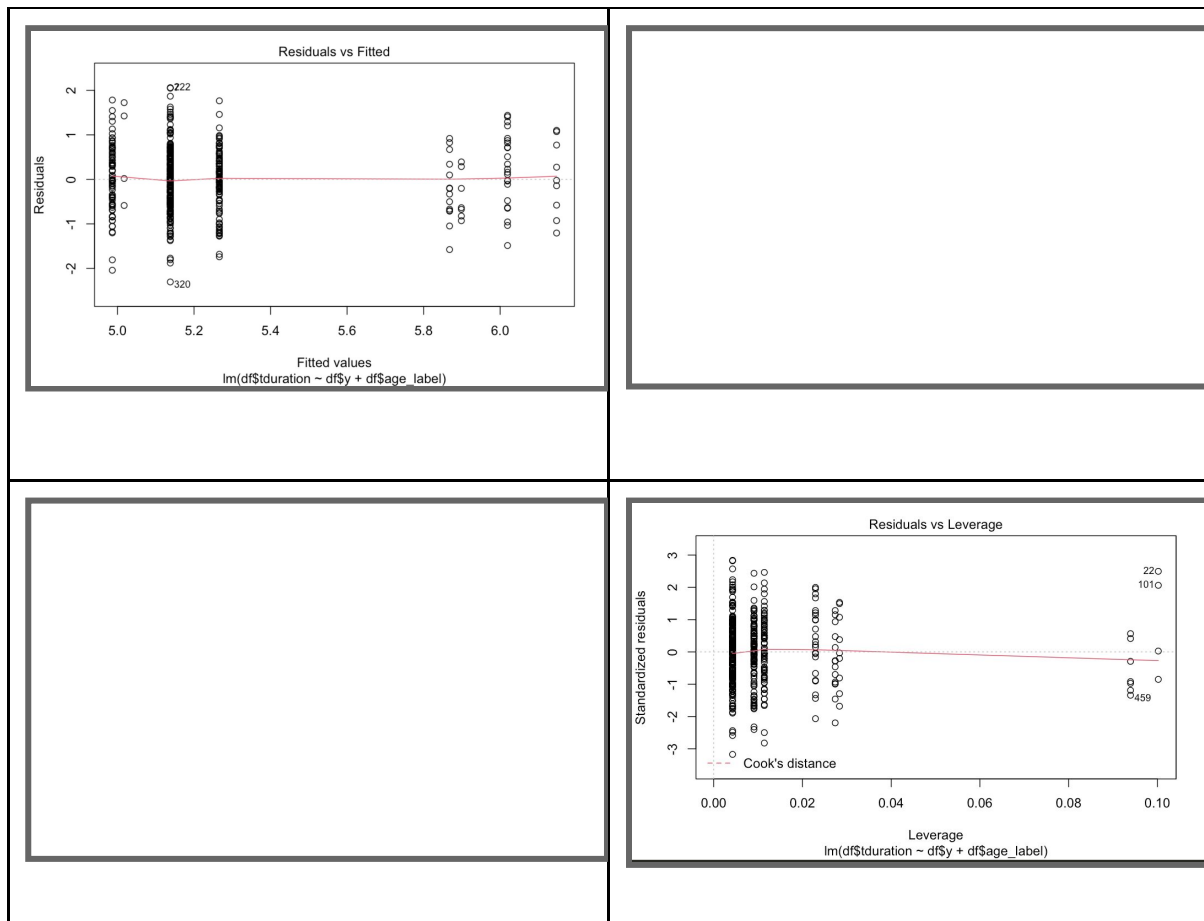 Residuals vs Fitted
Residuals
2
1
0
-1
-2
222
320
5.0 5.2 5.4 5.6 5.8 6.0
Fitted values
lm(df$tduration ~ df$y + df$age_label)
Residuals vs Leverage
Standardized residuals
3
2
1
0
-1
-2
-3
22
101
459
Cook's distance
0.00 0.02 0.04 0.06 0.08 0.10
Leverage
lm(df$tduration ~ df$y + df$age_label)